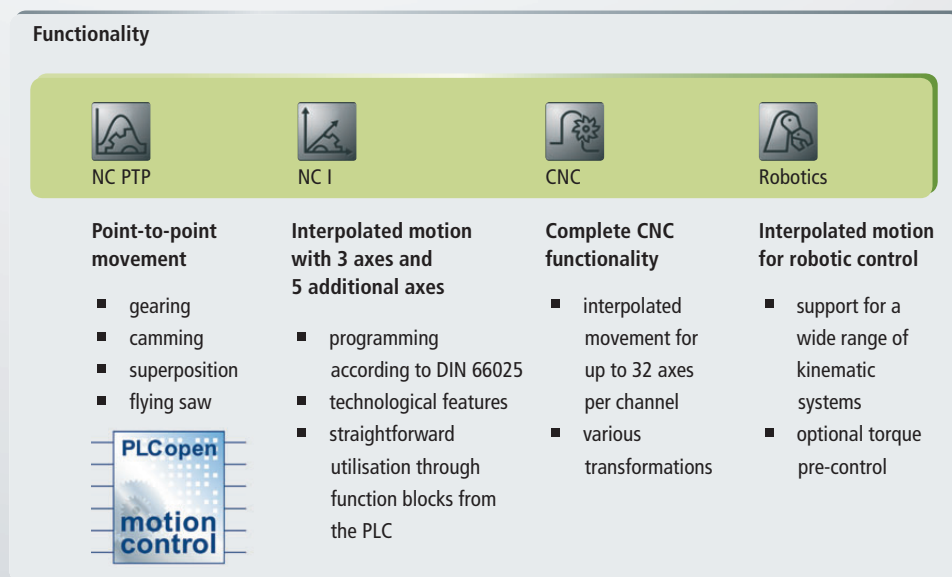 Functionality
NC PTP
NC I
CNC
Robotics
Point-to-point
movement
gearing
camming
superposition
flying saw
PLCopen
motion
control
Interpolated motion
with 3 axes and
5 additional axes
programming
according to DIN 66025
technological features
straightforward
utilisation through
function blocks from
the PLC
Complete CNC
functionality
interpolated
movement for
up to 32 axes
per channel
various
transformations
Interpolated motion
for robotic control
support for a
wide range of
kinematic
systems
optional torque
pre-control